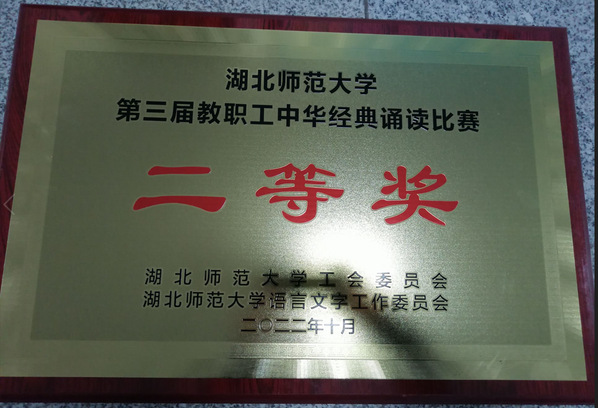 湖北师范大学
第三届教职工中华经典诵读比赛
二等奖
湖北师范大学工会委员会
湖北师范大学语言文字工作委员会
二〇二二年十月